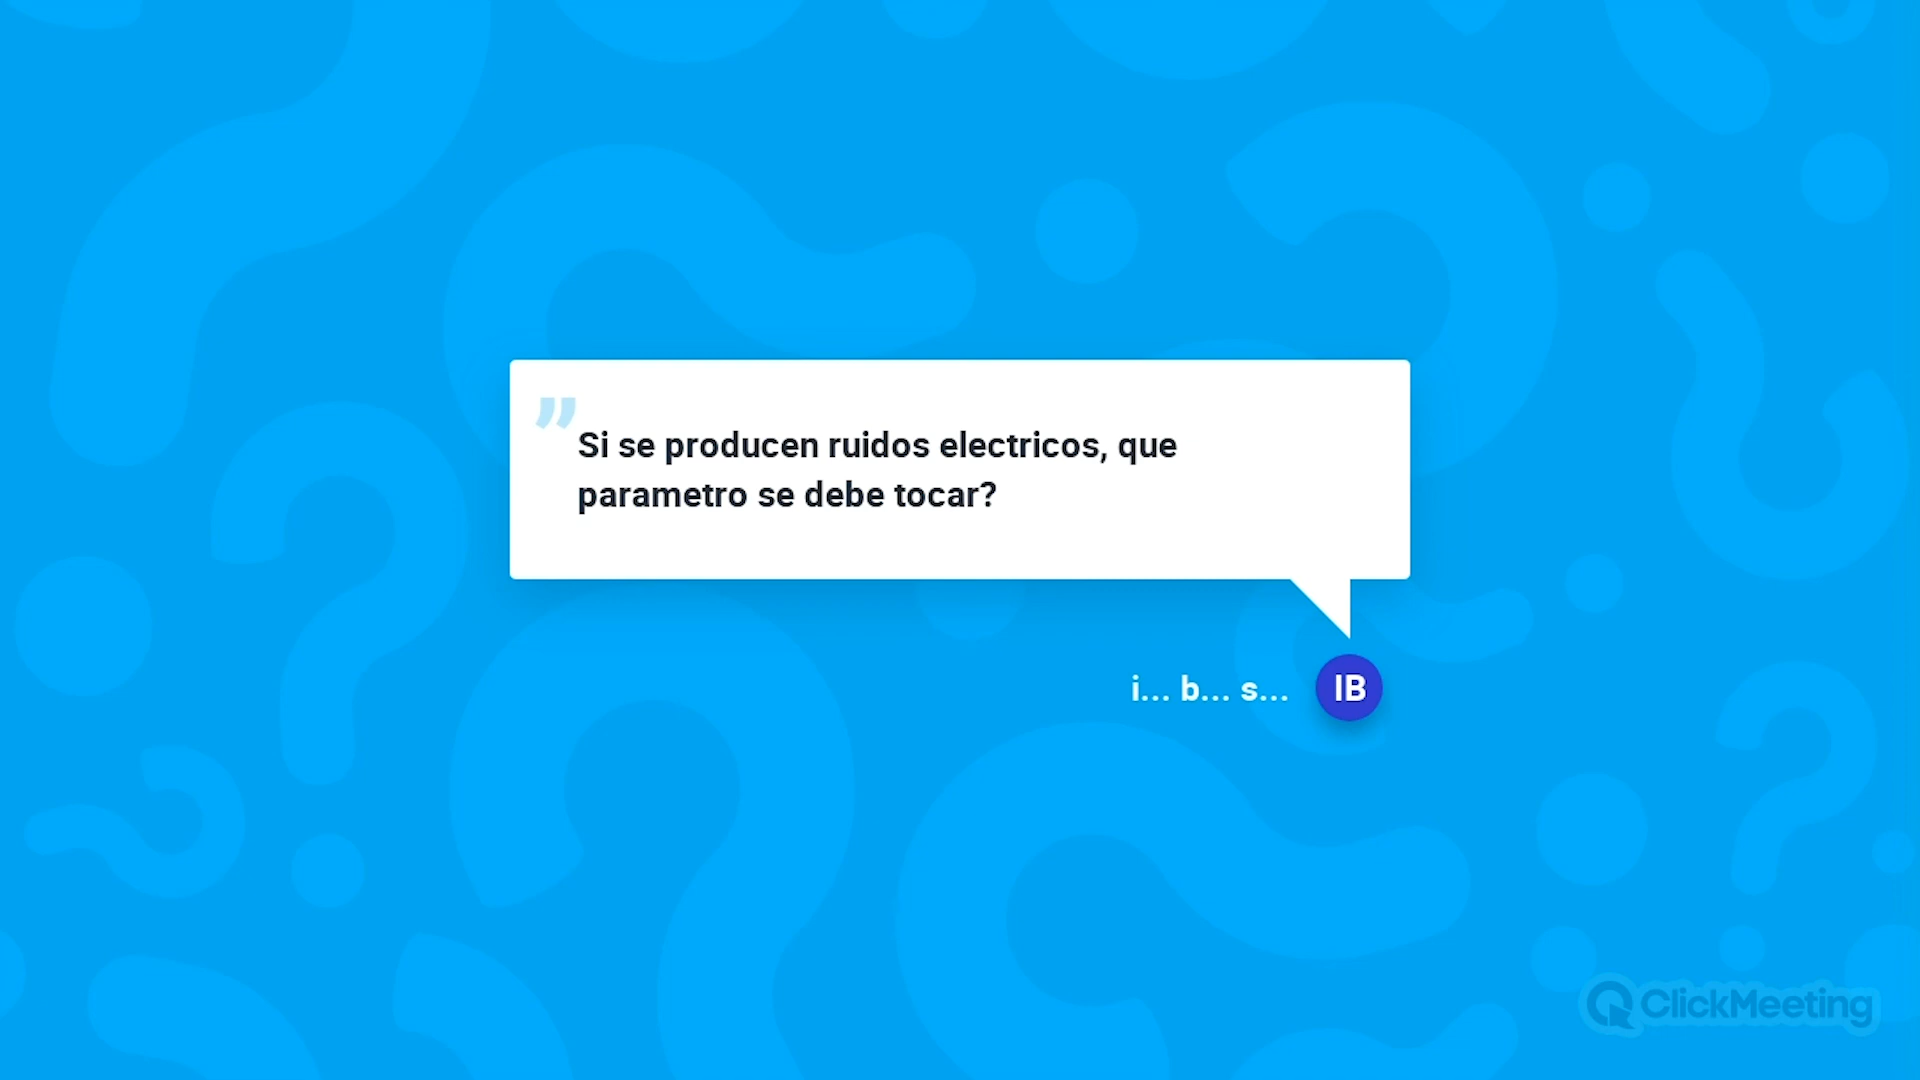 ”
Si se producen ruidos electricos, que
parametro se debe tocar?
i... b... s...
IB
ClickMeeting